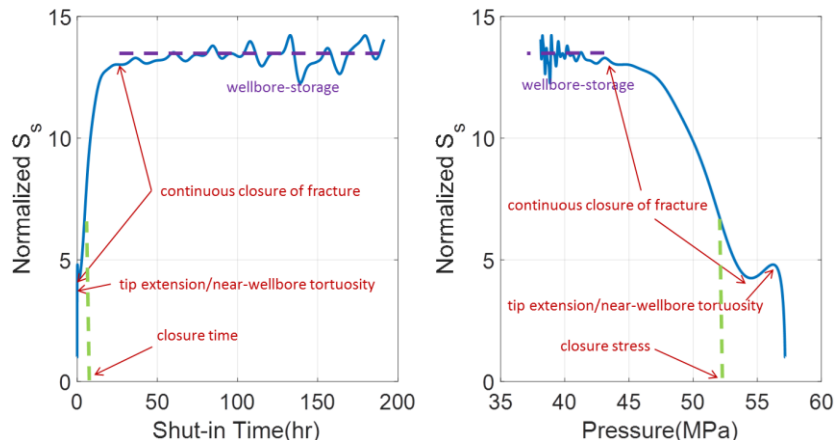 15
10
5
0
0
50
100
150
200
Normalized S_s
Shut-in Time(hr)
wellbore-storage
continuous closure of fracture
tip extension/near-wellbore tortuosity
closure time
15
10
5
0
35
40
45
50
55
60
Normalized S_s
Pressure(MPa)
wellbore-storage
continuous closure of fracture
tip extension/near-wellbore tortuosity
closure stress